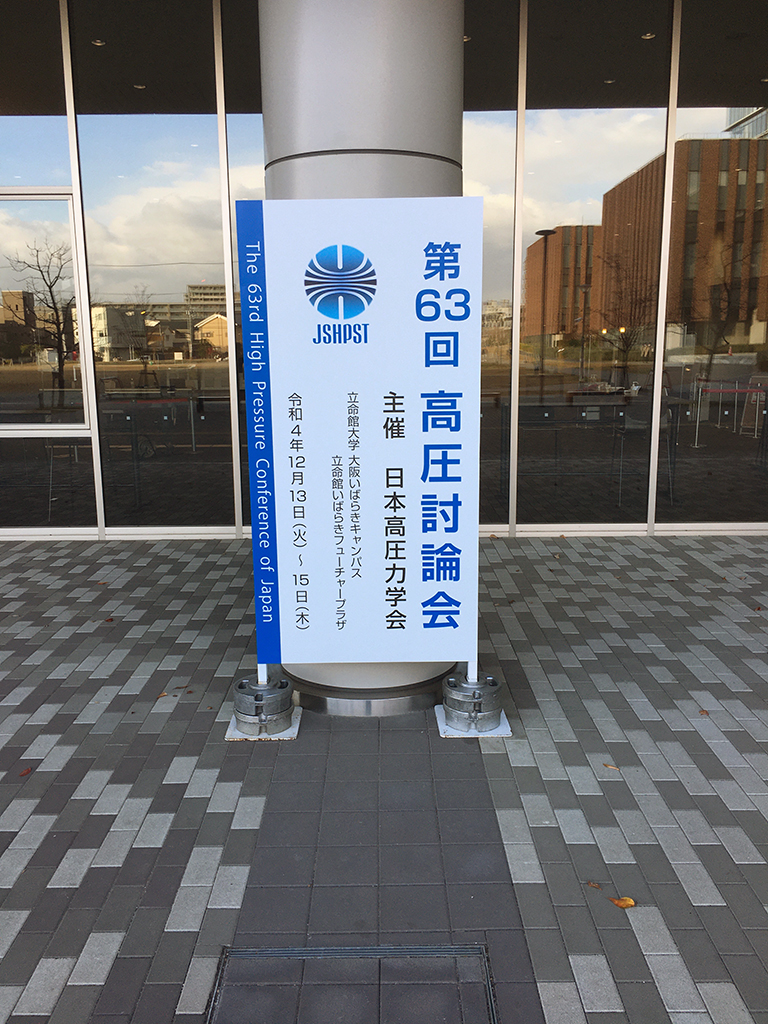 第63回 高圧討論会
主催 日本高圧力学会
立命館大学 大阪いばらきキャンパス
立命館いばらきフューチャープラザ
令和4年12月13日(火)~15日(木)
JSHPST
The 63rd High Pressure Conference of Japan